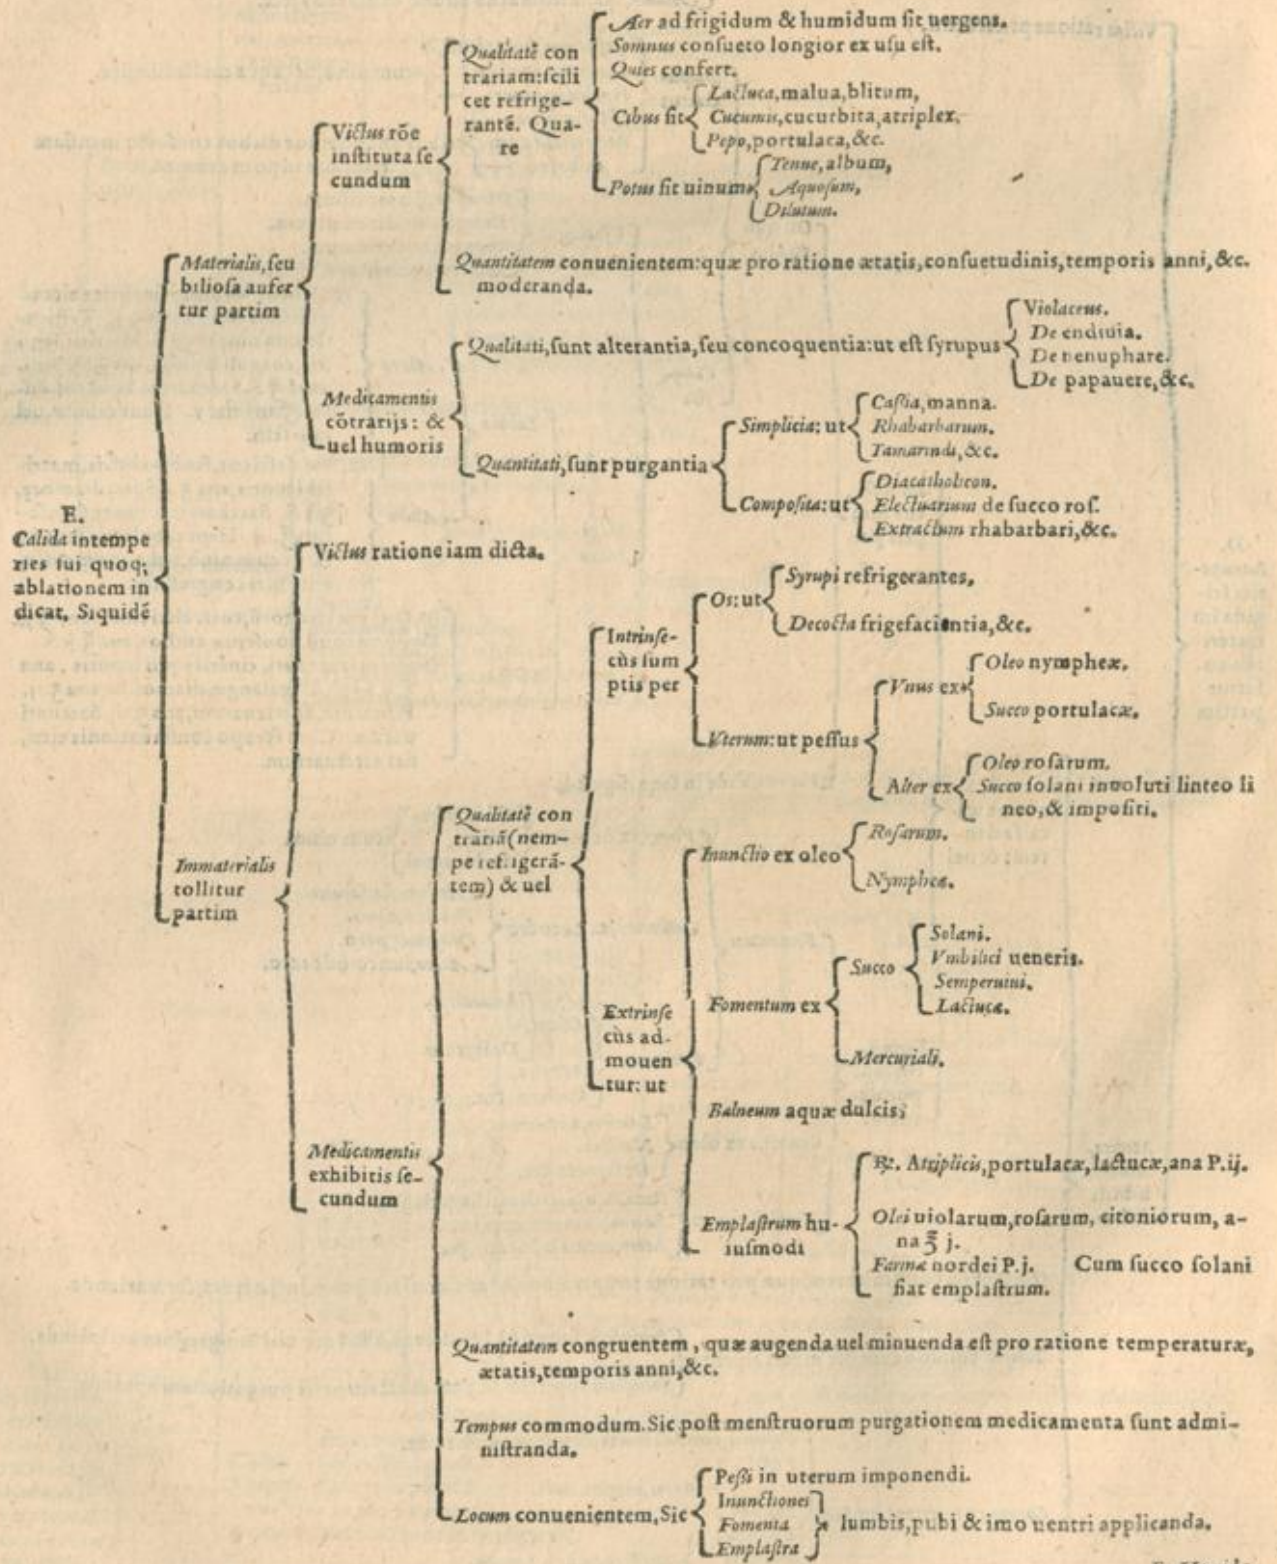 E.
Calida intempe
ries sui quoq;
ablationem in
dicat. Siquidē
Materialis, seu
biliosa aufer
tur partim
Victus rōe
instituta se
cundum
Qualitatē con
trariam: scili
cet refrige-
rantē. Qua-
re
Aer ad frigidum & humidum sit uergens.
Somnus consueto longior ex usu est.
Quies confert.
Cibus sit
Lactuca, malua, blitum,
Cucumis, cucurbita, atriplex.
Pepo, portulaca, &c.
Potus sit uinum
Tenue, album,
Aquosum,
Dilutum.
Quantitatem conuenientem: quæ pro ratione ætatis, consuetudinis, temporis anni, &c.
moderanda.
Medicamentis
cōtrarijs: &
uel humoris
Qualitati, sunt alterantia, seu concoquentia: ut est syrupus
Violaceus.
De endiuia.
De nenuphare.
De papauere, &c.
Quantitati, sunt purgantia
Simplicia: ut
Cassia, manna.
Rhabarbarum.
Tamarindi, &c.
Composita: ut
Diacatholicon.
Electuarium de succo ros.
Extractum rhabarbari, &c.
Immaterialis
tollitur
partim
Victus ratione iam dicta.
Medicamentis
exhibitis se-
cundum
Qualitatē con
trariā (nem-
pe refrigerā-
tem) & uel
Intrinse-
cùs sum
ptis per
Os: ut
Syrupi refrigerantes,
Decocta frigefacientia, &c.
Vterum: ut pessus
Vnus ex
Oleo nympheæ.
Succo portulacæ.
Alter ex
Oleo rosarum.
Succo solani inuoluti linteo li
neo, & impositi.
Extrinse
cùs ad-
mouen
tur: ut
Inunctio ex oleo
Rosarum.
Nympheæ.
Fomentum ex
Succo
Solani.
Vmbilici ueneris.
Semperuiui.
Lactucæ.
Mercuriali.
Balneum aquæ dulcis;
Emplastrum hu-
iusmodi
℞. Atriplicis, portulacæ, lactucæ, ana P.ij.
Olei uiolarum, rosarum, citoniorum, a-
na ℥ j.
Farinæ nordei P.j. Cum succo solani
fiat emplastrum.
Quantitatem congruentem, quæ augenda uel minuenda est pro ratione temperaturæ,
ætatis, temporis anni, &c.
Tempus commodum. Sic post menstruorum purgationem medicamenta sunt admi-
nistranda.
Locum conuenientem, Sic
Pessi in uterum imponendi.
Inunctiones
Fomenta
Emplastra
lumbis, pubi & imo uentri applicanda.